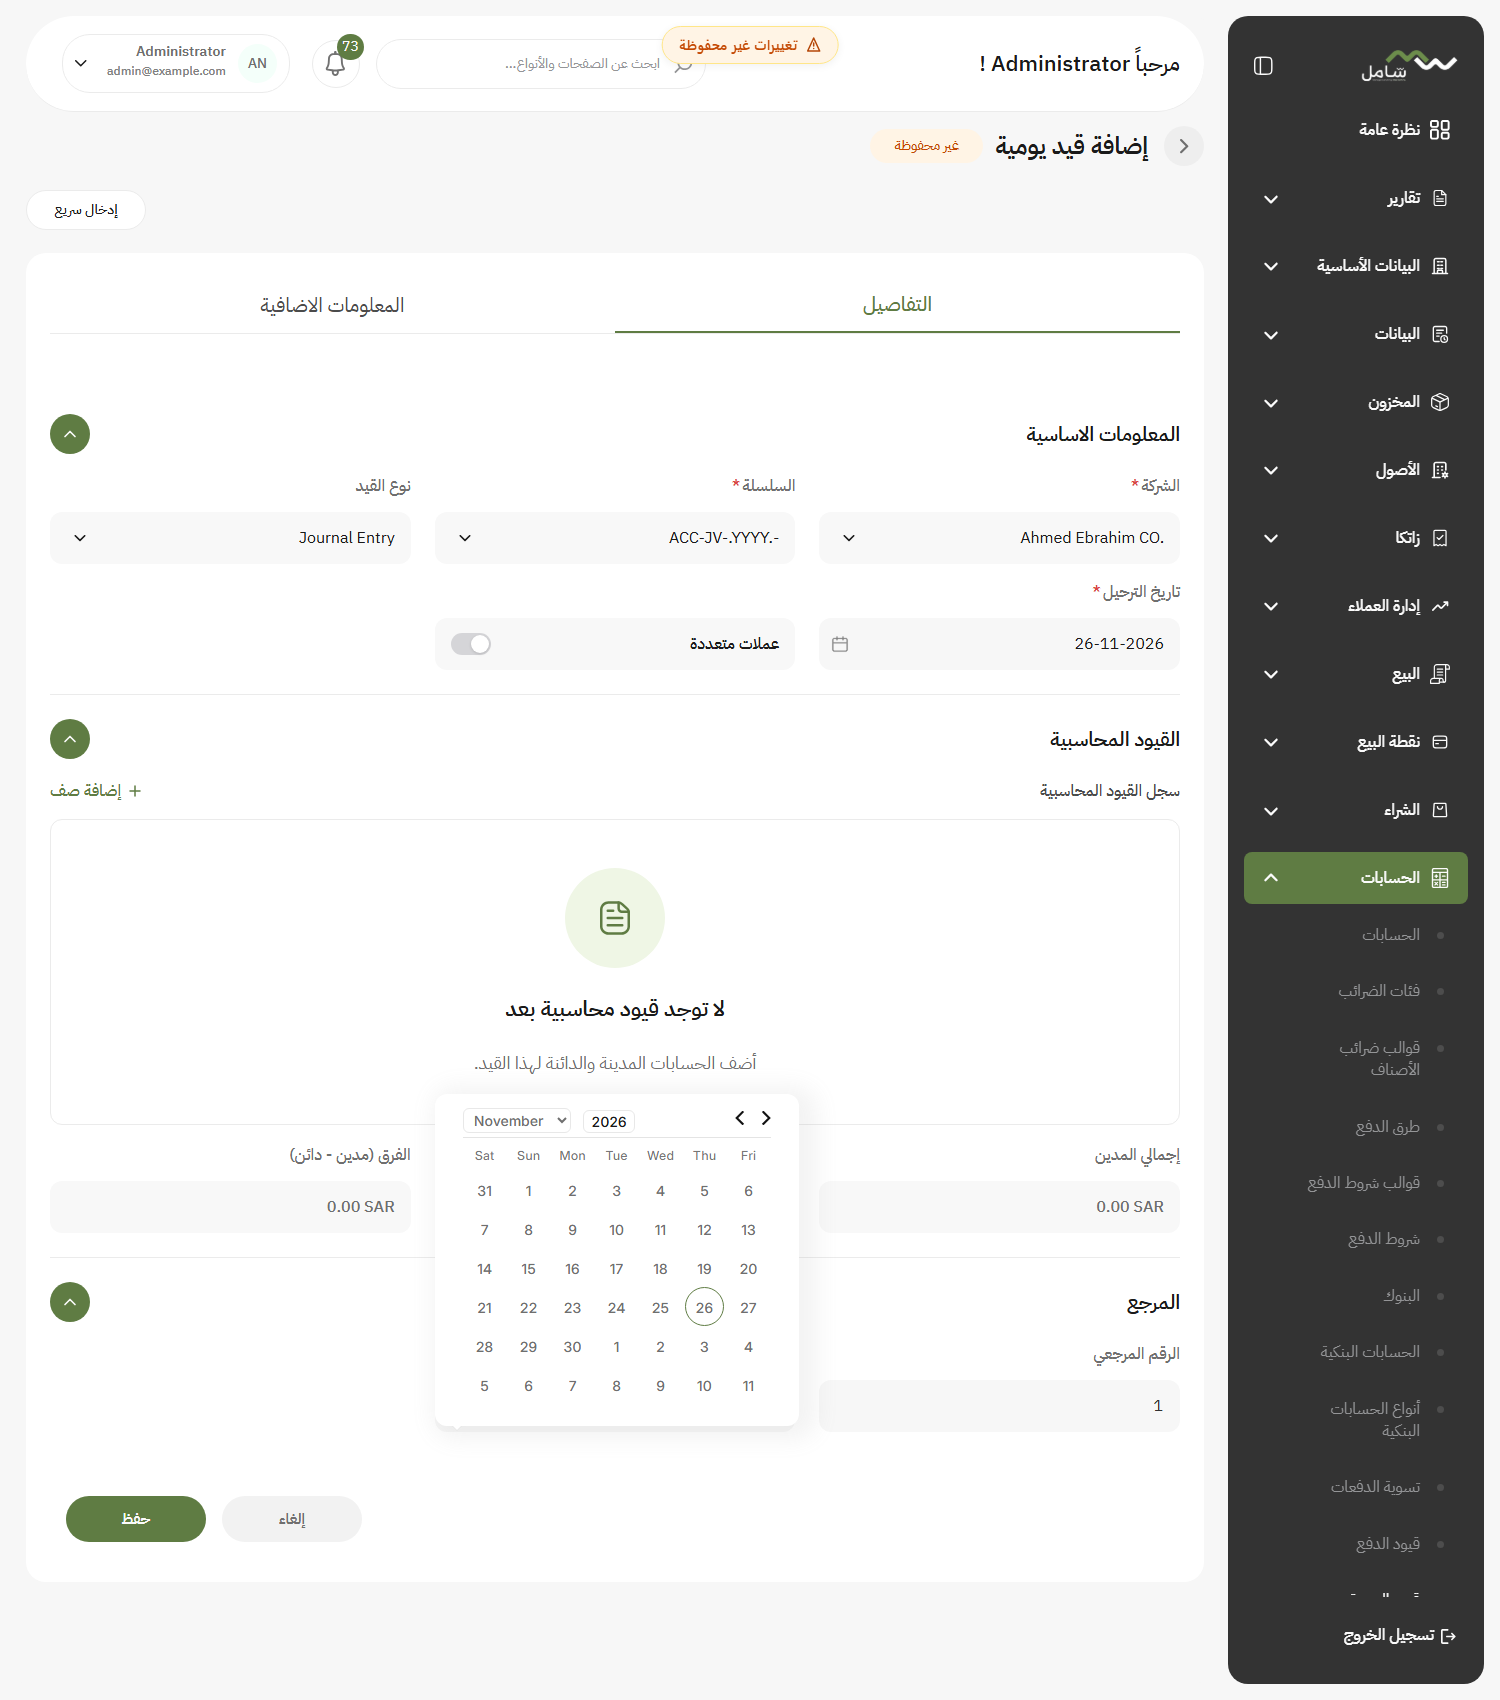 شامل
نظرة عامة
تقارير
البيانات الأساسية
البيانات
المخزون
الأصول
زاتكا
إدارة العملاء
البيع
نقطة البيع
الشراء
الحسابات
الحسابات
فئات الضرائب
قوالب ضرائب
الأصناف
طرق الدفع
قوالب شروط الدفع
شروط الدفع
البنوك
الحسابات البنكية
أنواع الحسابات
البنكية
تسوية الدفعات
قيود الدفع
تسجيل الخروج
مرحباً Administrator !
تغييرات غير محفوظة
ابحث عن الصفحات والأنواع...
73
AN
Administrator
admin@example.com
إضافة قيد يومية
غير محفوظة
إدخال سريع
التفاصيل
المعلومات الاضافية
المعلومات الاساسية
الشركة *
السلسلة *
نوع القيد
Ahmed Ebrahim CO.
ACC-JV-.YYYY.-
Journal Entry
تاريخ الترحيل *
26-11-2026
عملات متعددة
القيود المحاسبية
سجل القيود المحاسبية
+ إضافة صف
لا توجد قيود محاسبية بعد
أضف الحسابات المدينة والدائنة لهذا القيد.
November 2026
Sat Sun Mon Tue Wed Thu Fri
31 1 2 3 4 5 6
7 8 9 10 11 12 13
14 15 16 17 18 19 20
21 22 23 24 25 26 27
28 29 30 1 2 3 4
5 6 7 8 9 10 11
إجمالي المدين
الفرق (مدين - دائن)
0.00 SAR
0.00 SAR
المرجع
الرقم المرجعي
1
إلغاء
حفظ